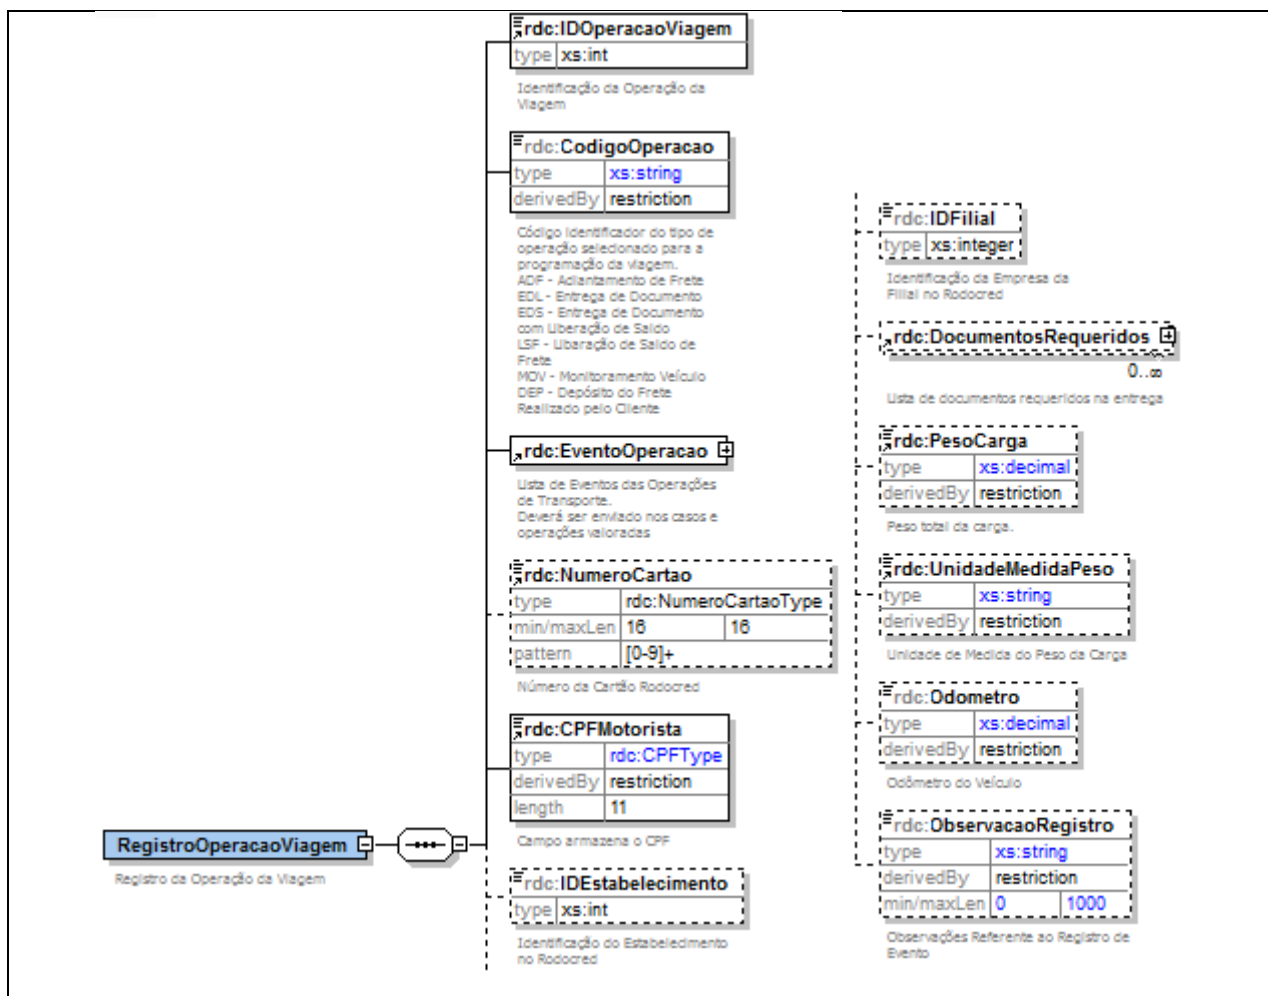 rdc:IDOperacaoViagem
type xs:int
Identificação da Operação da
Viagem
rdc:CodigoOperacao
type xs:string
derivedBy restriction
Código Identificador do tipo de
operação selecionado para a
programação da viagem.
ADF - Adiantamento de Frete
EDL - Entrega de Documento
EDS - Entrega de Documento
com Liberação de Saldo
LSF - Libaração de Saldo de
Frete
MOV - Monitoramento Veículo
DEP - Depósito do Frete
Realizado pelo Cliente
rdc:EventoOperacao
Lista de Eventos das Operações
de Transporte.
Deverá ser enviado nos casos e
operações valoradas
rdc:NumeroCartao
type rdc:NumeroCartaoType
min/maxLen 16 16
pattern [0-9]+
Número da Cartão Rodocred
rdc:CPFMotorista
type rdc:CPFType
derivedBy restriction
length 11
Campo armazena o CPF
RegistroOperacaoViagem
Registro da Operação da Viagem
rdc:IDEstabelecimento
type xs:int
Identificação do Estabelecimento
no Rodocred
rdc:IDFilial
type xs:integer
Identificação da Empresa da
Filial no Rodocred
rdc:DocumentosRequeridos
0..∞
Lista de documentos requeridos na entrega
rdc:PesoCarga
type xs:decimal
derivedBy restriction
Peso total da carga.
rdc:UnidadeMedidaPeso
type xs:string
derivedBy restriction
Unidade de Medida do Peso da Carga
rdc:Odometro
type xs:decimal
derivedBy restriction
Odômetro do Veículo
rdc:ObservacaoRegistro
type xs:string
derivedBy restriction
min/maxLen 0 1000
Observações Referente ao Registro de
Evento